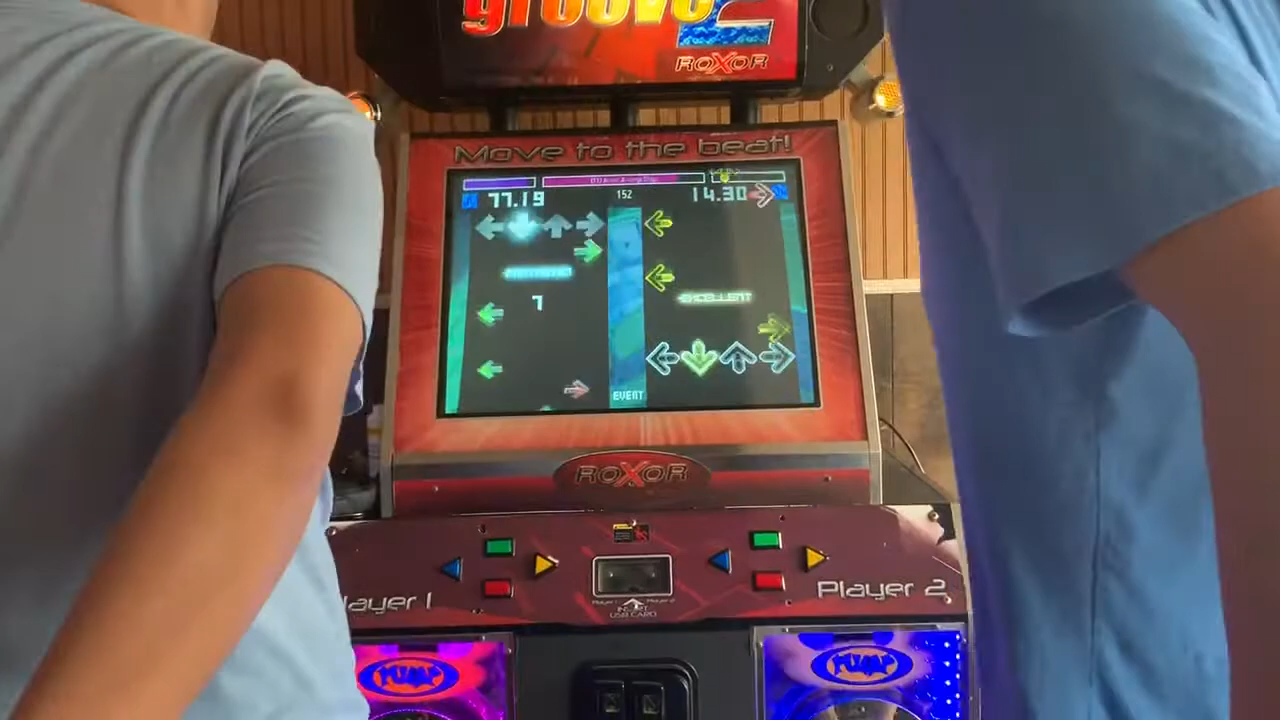 groove 2
ROXOR
Move to the beat!
77.19
152
14.30
EXCELLENT
7
EVENT
ROXOR
layer 1
Player 2
INSERT
USB CARD
PUMP
PUMP